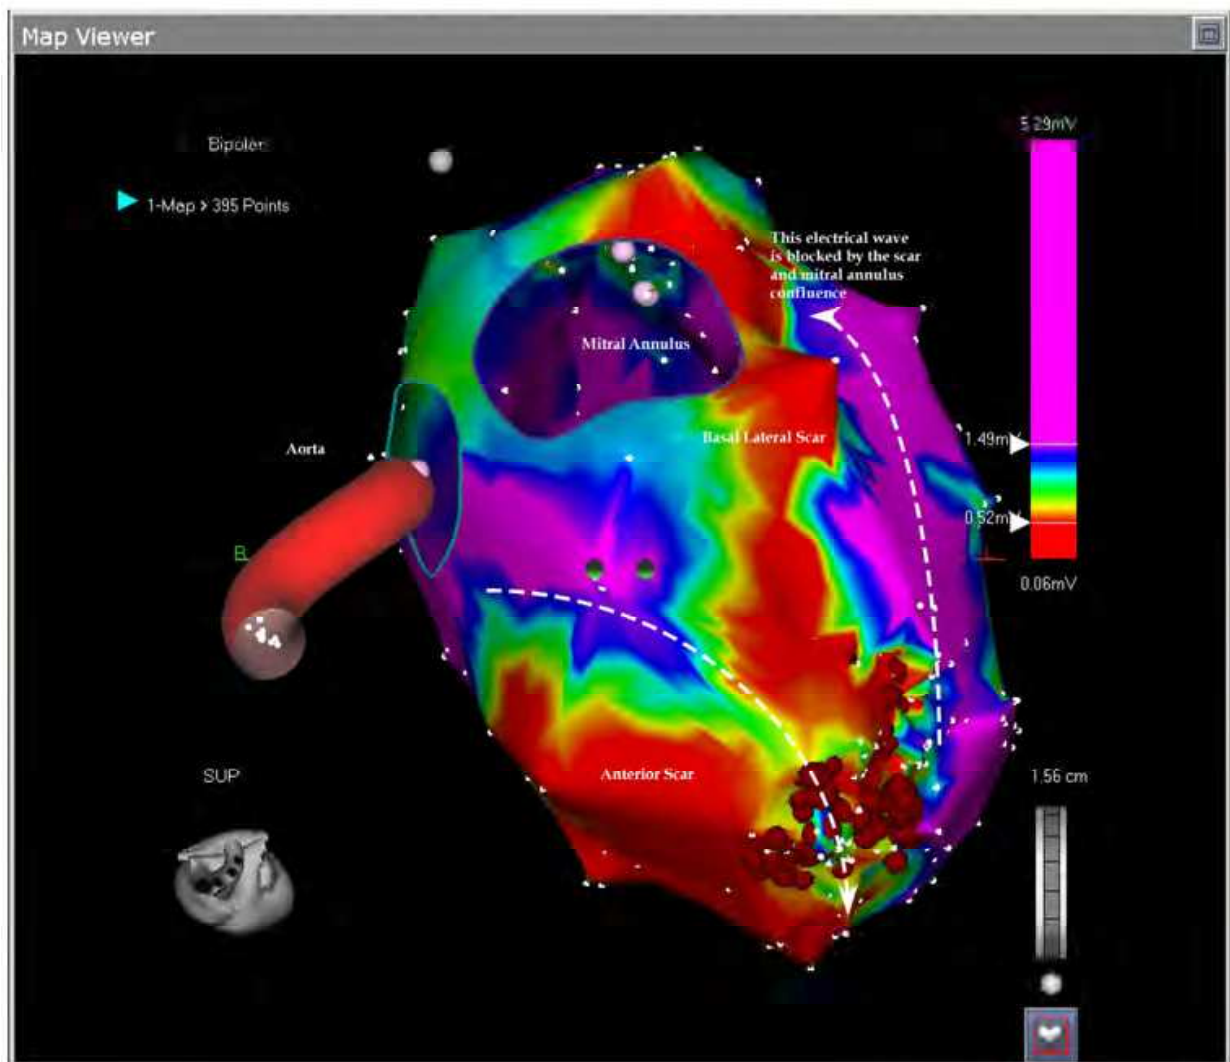 Map Viewer
Bipolar
1-Map > 395 Points
5.29mV
This electrical wave
is blocked by the scar
and mitral annulus
confluence
Mitral Annulus
Basal Lateral Scar
1.49mV
Aorta
0.52mV
R
0.06mV
Anterior Scar
SUP
1.56 cm